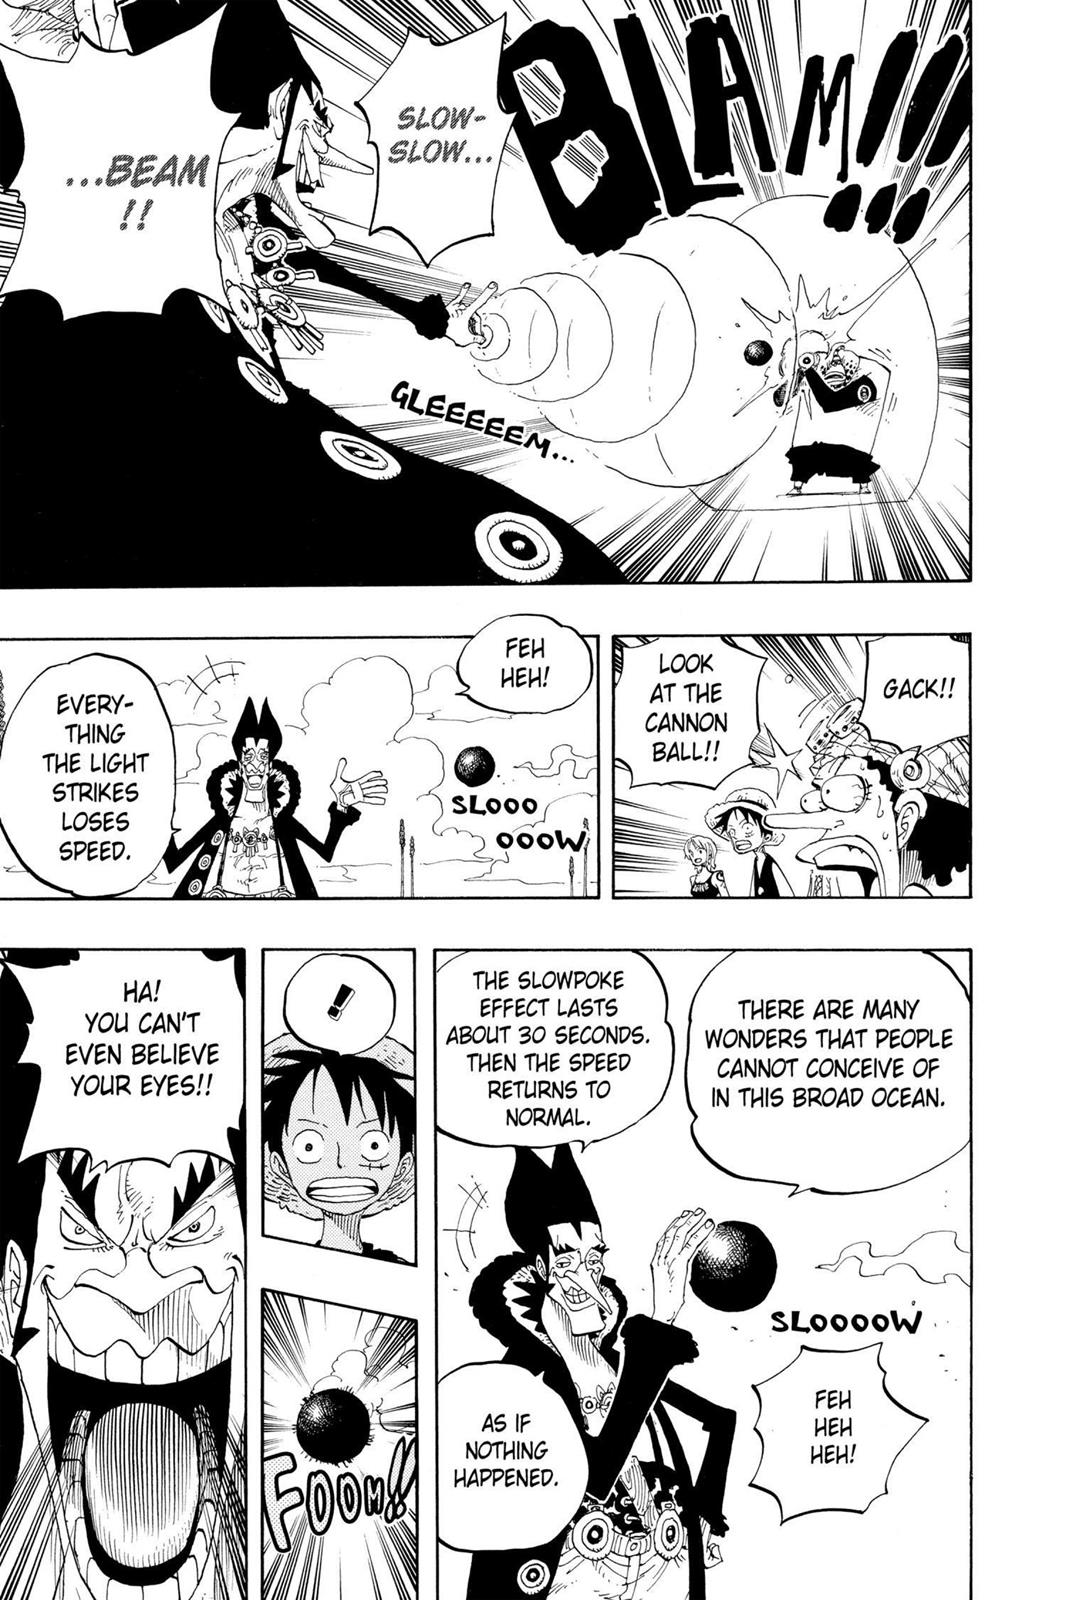 BLAM!!!
!!!
SLOW-
SLOW...
...BEAM
!!
GLEEEEEM...
GACK!!
LOOK
AT THE
CANNON
BALL!!
FEH
HEH!
SLOOO
OOOW
EVERY-
THING
THE LIGHT
STRIKES
LOSES
SPEED.
THERE ARE MANY
WONDERS THAT PEOPLE
CANNOT CONCEIVE OF
IN THIS BROAD OCEAN.
THE SLOWPOKE
EFFECT LASTS
ABOUT 30 SECONDS.
THEN THE SPEED
RETURNS TO
NORMAL.
SLOOOOW
FEH
HEH
HEH!
AS IF
NOTHING
HAPPENED.
!
FOOM!!
HA!
YOU CAN'T
EVEN BELIEVE
YOUR EYES!!